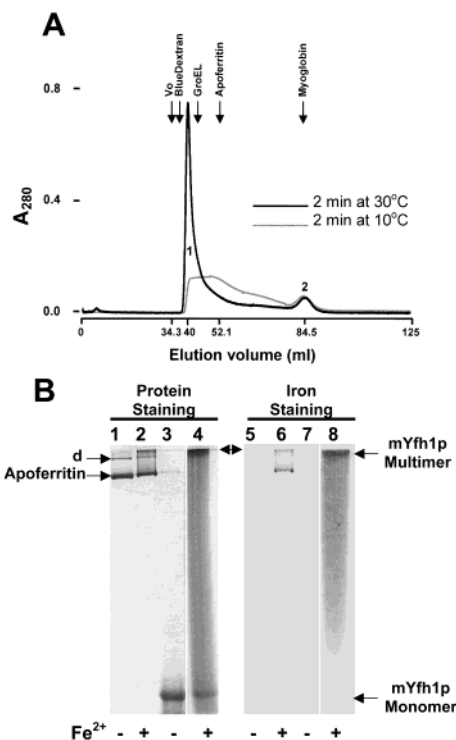 A
Vo
BlueDextran
GroEL
Apoferritin
Myoglobin
0.8
0.4
0.0
A280
2 min at 30°C
2 min at 10°C
1
2
0
34.3
40
52.1
84.5
125
Elution volume (ml)
B
Protein
Staining
Iron
Staining
1 2 3 4 5 6 7 8
d
Apoferritin
mYfh1p
Multimer
mYfh1p
Monomer
Fe2+ - + - + - + - +